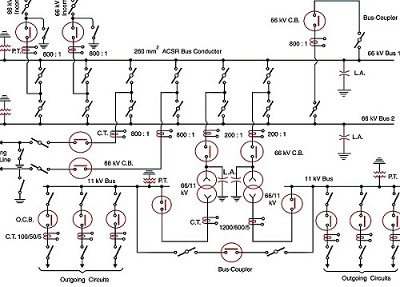 66 kV
Incom
66 kV
Incom
66 kV C.B.
Bus-Coupler
P.T.
800 : 1
800 : 1
250 mm² ACSR Bus Conductor
800 : 1
66 kV Bus 1
L.A.
66 kV Bus 2
C.T.
800 : 1
800 : 1
200 : 1
200 : 1
L.A.
ng
Line
66 kV C.B.
66 kV C.B.
L.A.
P.T.
P.T.
11 kV Bus
66/11
kV
66/11
kV
11 kV Bus
O.C.B.
C.T. 100/50/5
C.T.
1200/600/5
Bus-Coupler
Outgoing Circuits
Outgoing Circuits